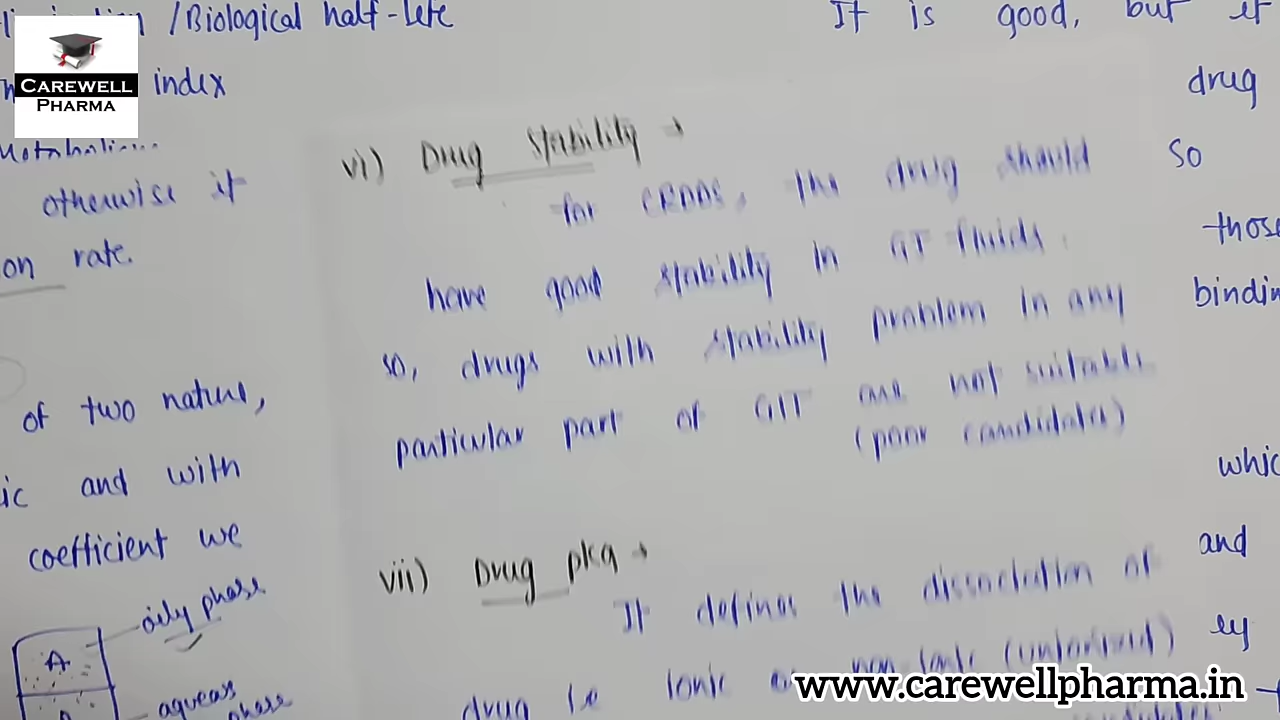 /Biological half-life
It is good, but it
CAREWELL
PHARMA
index
drug
otherwise it
on rate.
vi) Drug Stability →
for CRDDS, the drug should
have good stability in GI fluids.
so, drugs with stability problem in any
particular part of GIT are not suitable
(poor candidates)
so
those
of two nature,
ic and with
coefficient we
oily phase
A
aqueous
phase
vii) Drug pka →
It defines the dissociation of
drug i.e ionic or non-ionic (unionized)
and
www.carewellpharma.in